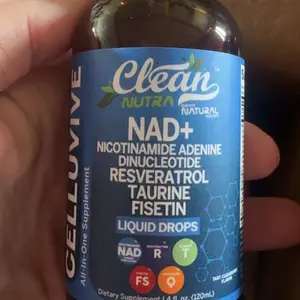 Clean
NUTRA
NATURAL
NAD+
NICOTINAMIDE ADENINE
DINUCLEOTIDE
RESVERATROL
TAURINE
FISETIN
LIQUID DROPS
NAD
R
T
FS
Q
Dietary Supplement 4 fl oz (120mL)
CELLUVIVE
All-In-One Supplement